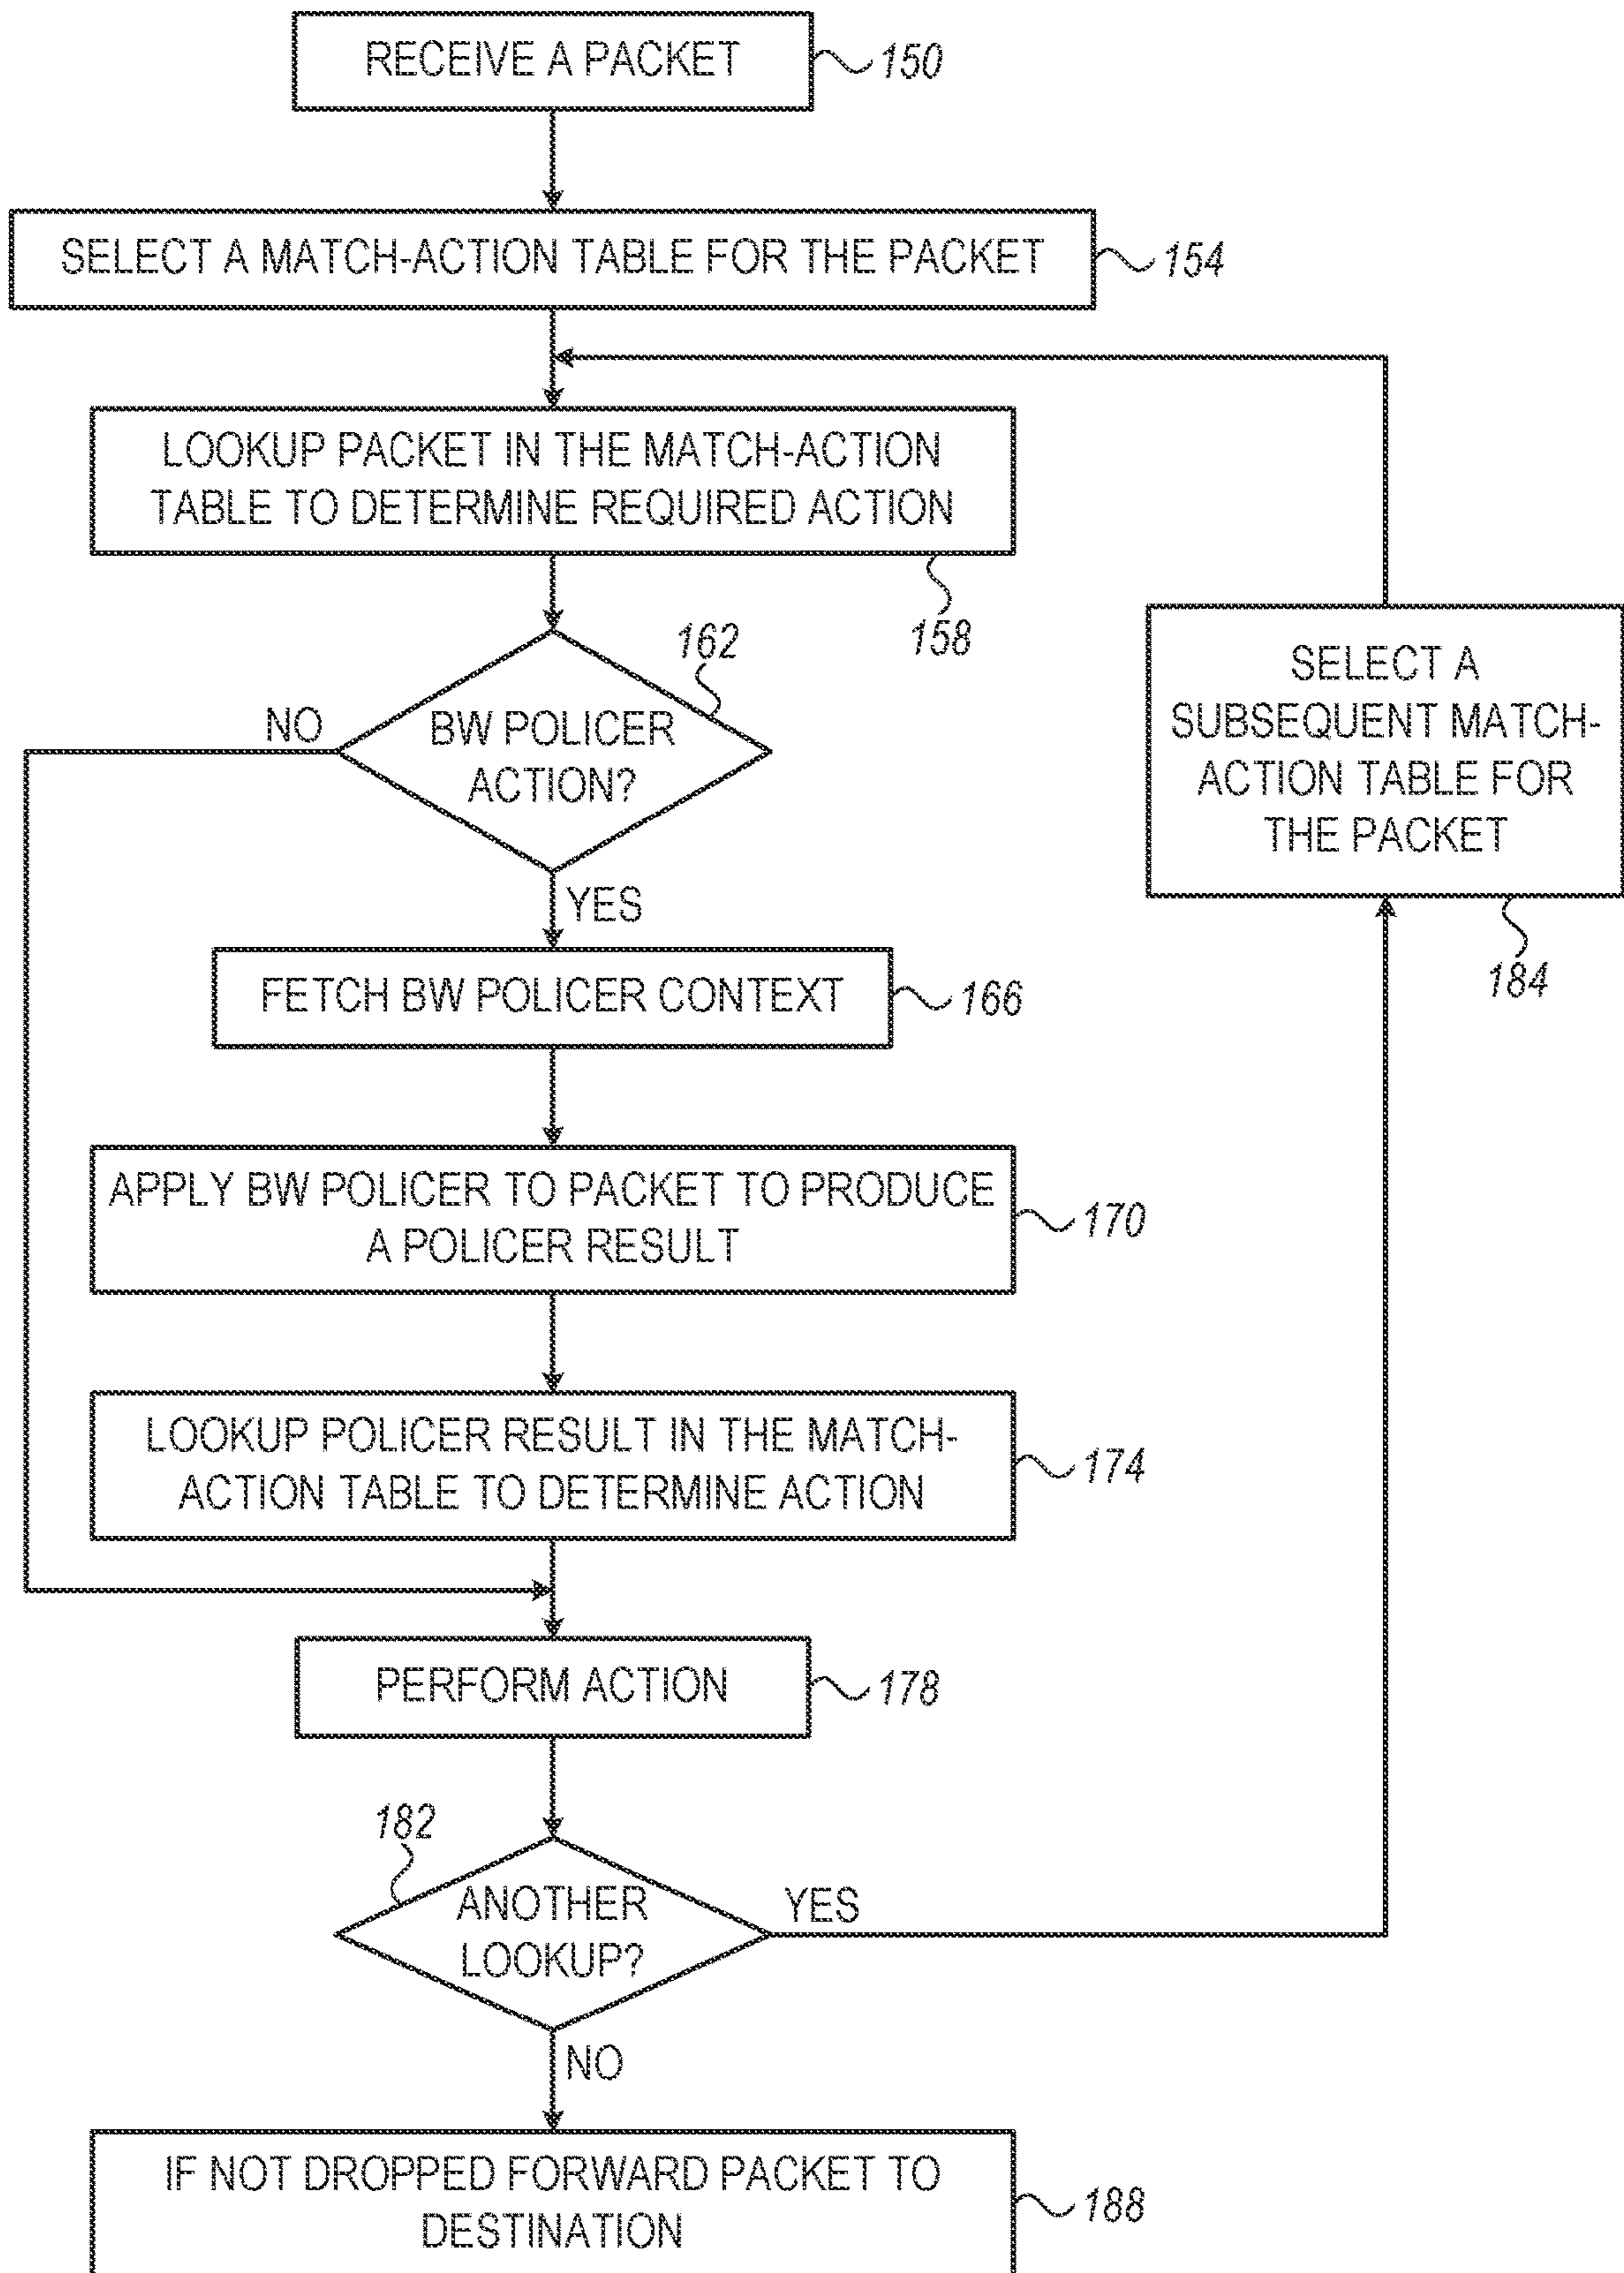 RECEIVE A PACKET
150
SELECT A MATCH-ACTION TABLE FOR THE PACKET
154
LOOKUP PACKET IN THE MATCH-ACTION
TABLE TO DETERMINE REQUIRED ACTION
158
162
BW POLICER
ACTION?
NO
YES
FETCH BW POLICER CONTEXT
166
APPLY BW POLICER TO PACKET TO PRODUCE
A POLICER RESULT
170
LOOKUP POLICER RESULT IN THE MATCH-
ACTION TABLE TO DETERMINE ACTION
174
PERFORM ACTION
178
182
ANOTHER
LOOKUP?
YES
NO
SELECT A
SUBSEQUENT MATCH-
ACTION TABLE FOR
THE PACKET
184
IF NOT DROPPED FORWARD PACKET TO
DESTINATION
188